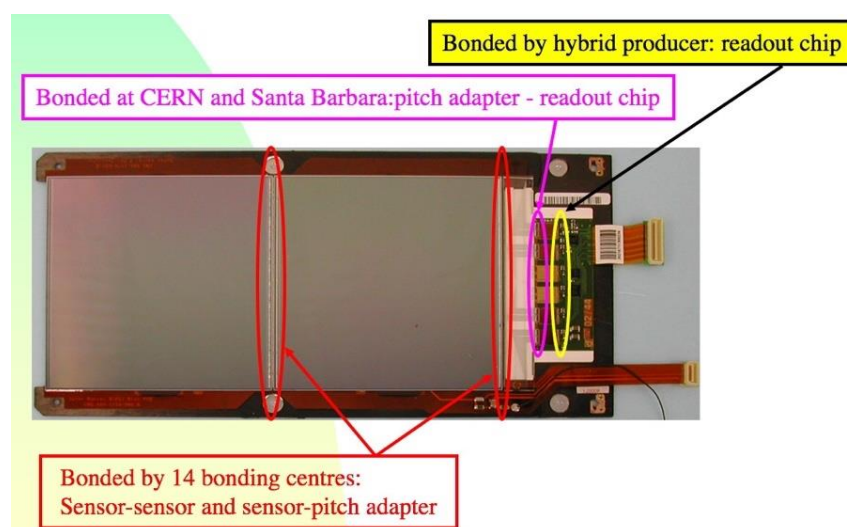 Bonded by hybrid producer: readout chip
Bonded at CERN and Santa Barbara:pitch adapter - readout chip
Bonded by 14 bonding centres:
Sensor-sensor and sensor-pitch adapter